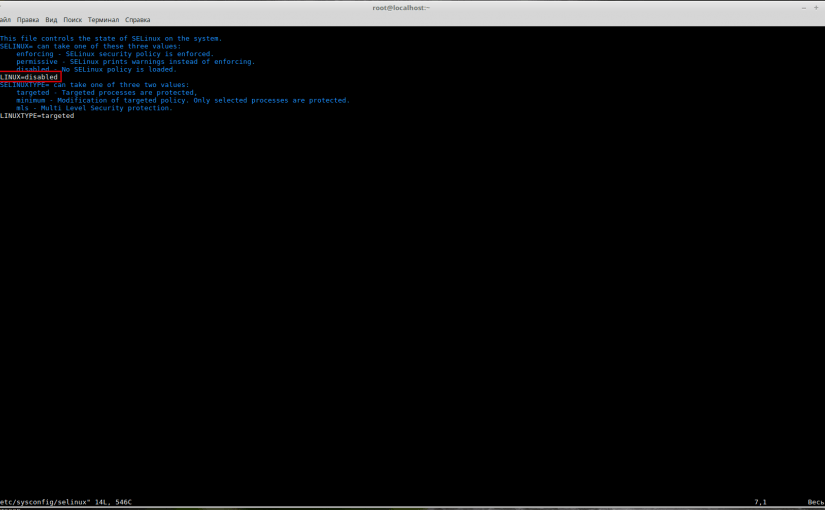 root@localhost:~
айл Правка Вид Поиск Терминал Справка
This file controls the state of SELinux on the system.
SELINUX= can take one of these three values:
enforcing - SELinux security policy is enforced.
permissive - SELinux prints warnings instead of enforcing.
disabled - No SELinux policy is loaded.
LINUX=disabled
SELINUXTYPE= can take one of three two values:
targeted - Targeted processes are protected,
minimum - Modification of targeted policy. Only selected processes are protected.
mls - Multi Level Security protection.
LINUXTYPE=targeted
etc/sysconfig/selinux" 14L, 546C 7,1 Весь